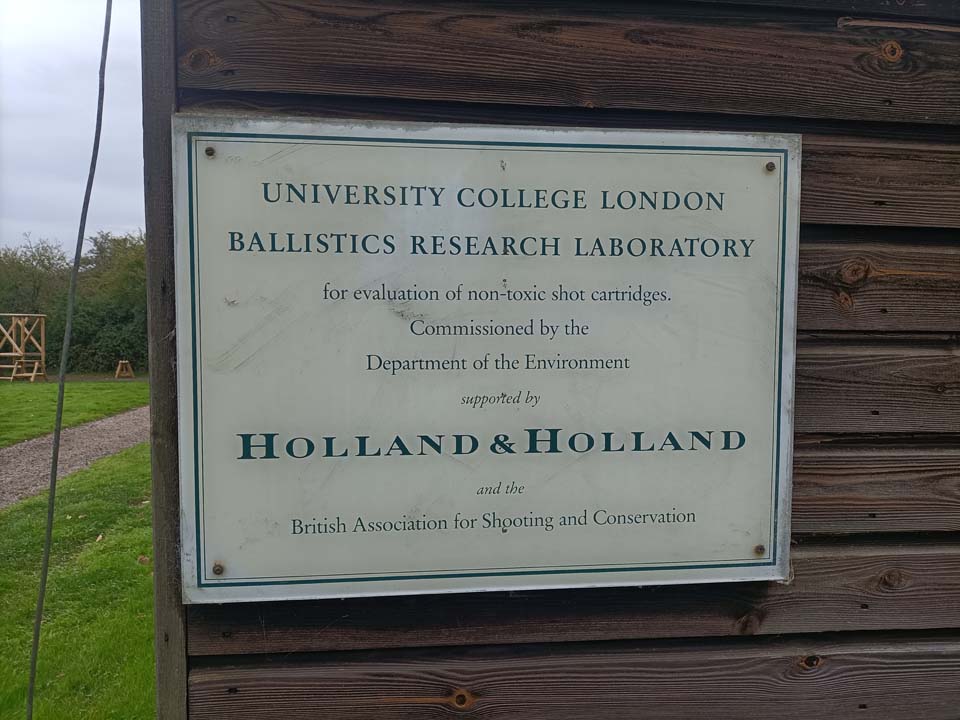 UNIVERSITY COLLEGE LONDON
BALLISTICS RESEARCH LABORATORY
for evaluation of non-toxic shot cartridges.
Commissioned by the
Department of the Environment
supported by
HOLLAND & HOLLAND
and the
British Association for Shooting and Conservation